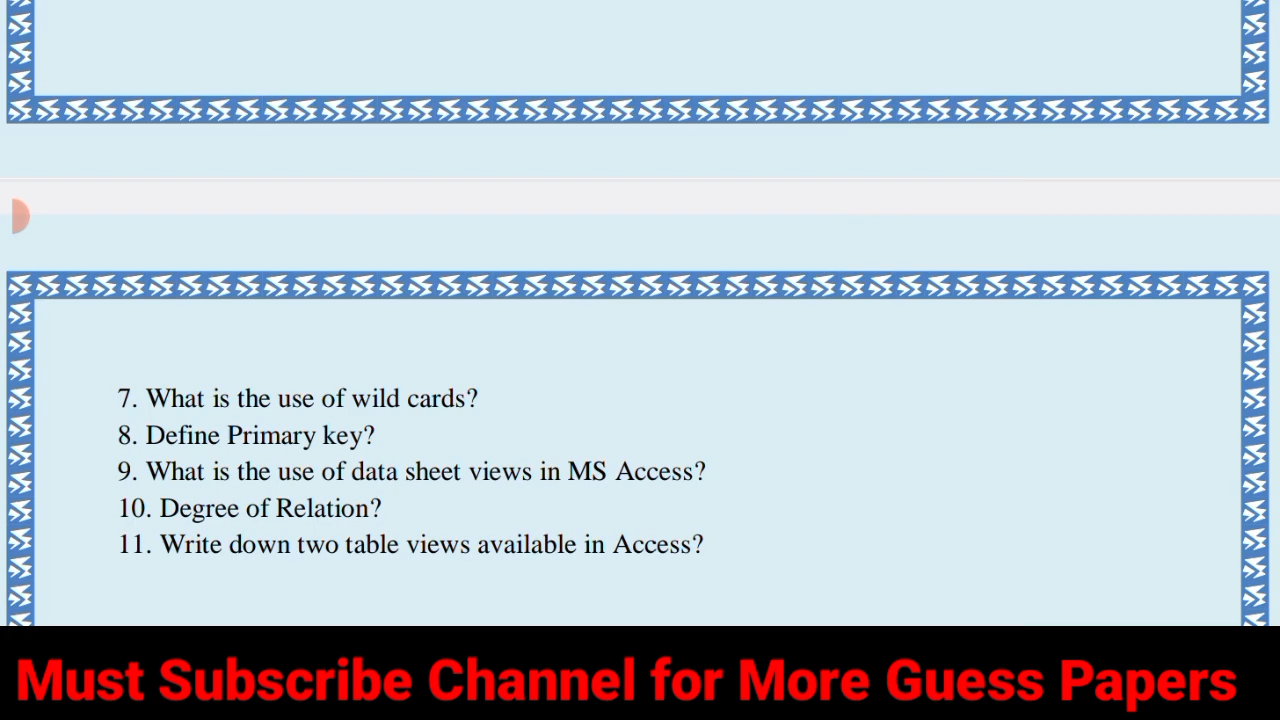 7. What is the use of wild cards?
8. Define Primary key?
9. What is the use of data sheet views in MS Access?
10. Degree of Relation?
11. Write down two table views available in Access?
Must Subscribe Channel for More Guess Papers